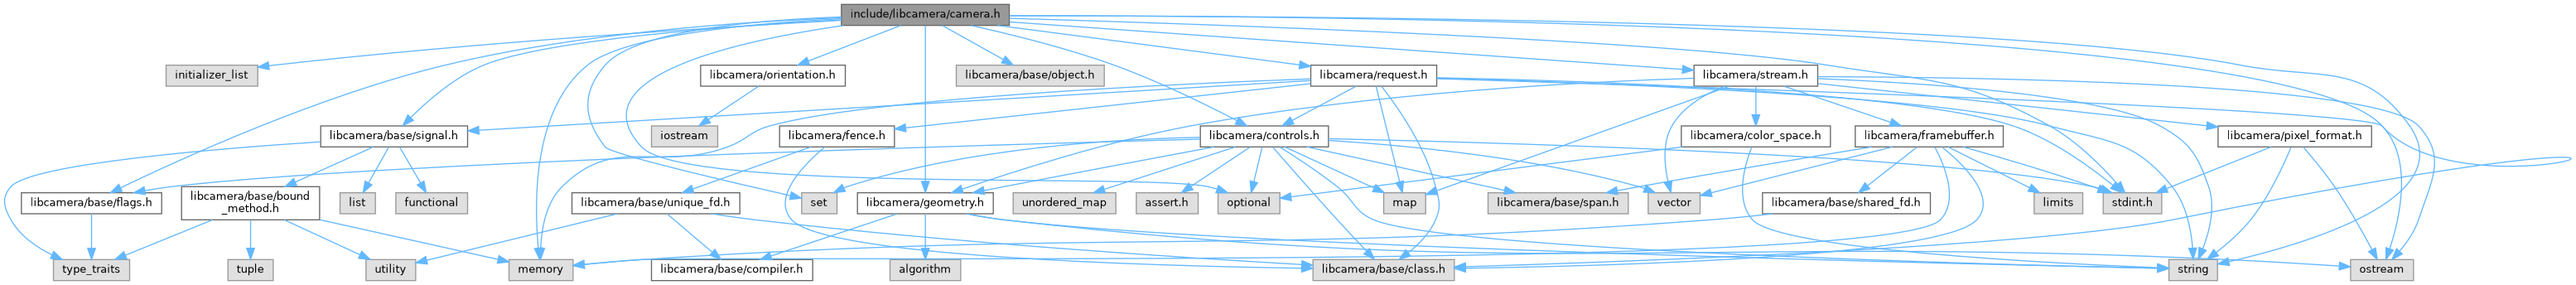 include/libcamera/camera.h
initializer_list
libcamera/orientation.h
libcamera/base/object.h
libcamera/request.h
libcamera/stream.h
libcamera/base/signal.h
iostream
libcamera/fence.h
libcamera/controls.h
libcamera/color_space.h
libcamera/framebuffer.h
libcamera/pixel_format.h
libcamera/base/flags.h
libcamera/base/bound
_method.h
list
functional
libcamera/base/unique_fd.h
set
libcamera/geometry.h
unordered_map
assert.h
optional
map
libcamera/base/span.h
vector
libcamera/base/shared_fd.h
limits
stdint.h
type_traits
tuple
utility
memory
libcamera/base/compiler.h
algorithm
libcamera/base/class.h
string
ostream